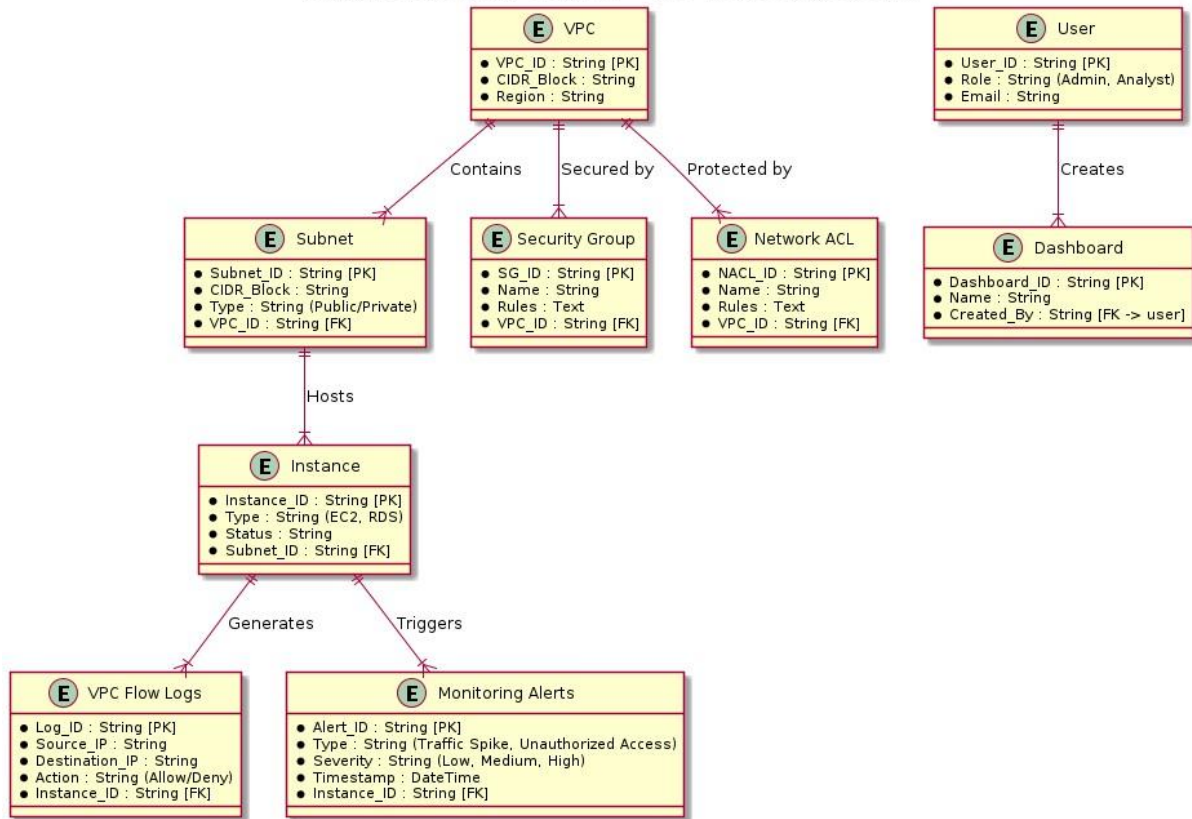 E VPC
VPC_ID : String [PK]
CIDR_Block : String
Region : String
E User
User_ID : String [PK]
Role : String (Admin, Analyst)
Email : String
Contains
Secured by
Protected by
Creates
E Subnet
Subnet_ID : String [PK]
CIDR_Block : String
Type : String (Public/Private)
VPC_ID : String [FK]
E Security Group
SG_ID : String [PK]
Name : String
Rules : Text
VPC_ID : String [FK]
E Network ACL
NACL_ID : String [PK]
Name : String
Rules : Text
VPC_ID : String [FK]
E Dashboard
Dashboard_ID : String [PK]
Name : String
Created_By : String [FK -> user]
Hosts
E Instance
Instance_ID : String [PK]
Type : String (EC2, RDS)
Status : String
Subnet_ID : String [FK]
Generates
Triggers
E VPC Flow Logs
Log_ID : String [PK]
Source_IP : String
Destination_IP : String
Action : String (Allow/Deny)
Instance_ID : String [FK]
E Monitoring Alerts
Alert_ID : String [PK]
Type : String (Traffic Spike, Unauthorized Access)
Severity : String (Low, Medium, High)
Timestamp : DateTime
Instance_ID : String [FK]